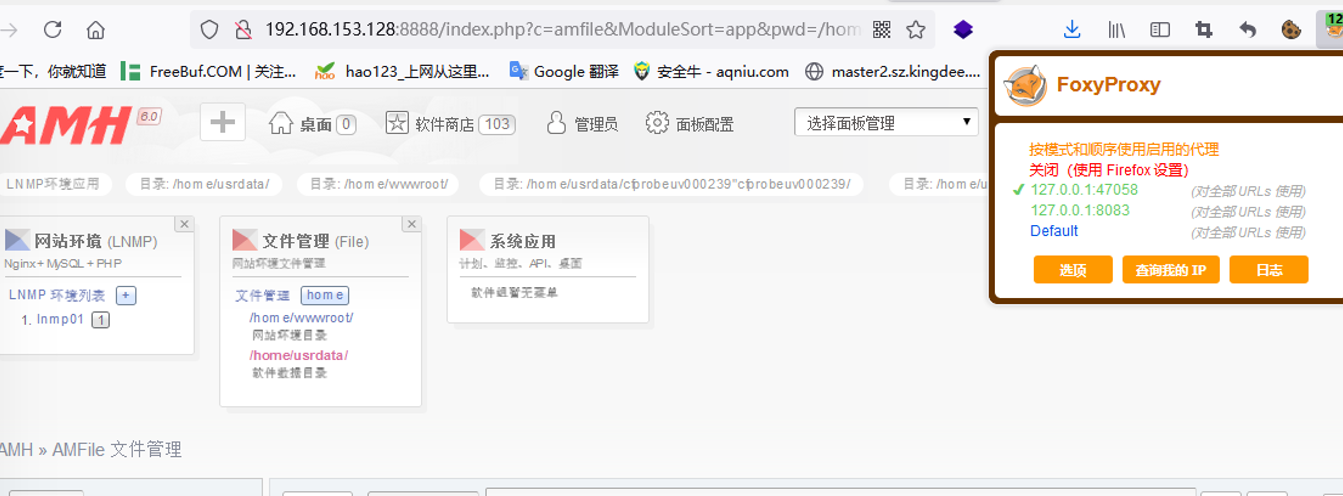 192.168.153.128:8888/index.php?c=amfile&ModuleSort=app&pwd=/hom
12
度一下，你就知道 FreeBuf.COM | 关注... hao123_上网从这里... Google 翻译 安全牛 - aqniu.com master2.sz.kingdee....
FoxyProxy
按模式和顺序使用启用的代理
关闭（使用 Firefox 设置）
127.0.0.1:47058 (对全部 URLs 使用)
127.0.0.1:8083 (对全部 URLs 使用)
Default (对全部 URLs 使用)
选项 查询我的 IP 日志
AMH 6.0 桌面 0 软件商店 103 管理员 面板配置 选择面板管理
LNMP环境应用 目录: /home/usrdata/ 目录: /home/wwwroot/ 目录: /home/usrdata/cfprobeuv000239"cfprobeuv000239/ 目录: /home/u
网站环境 (LNMP)
Nginx + MySQL + PHP
LNMP 环境列表 +
1. lnmp01 1
文件管理 (File)
网站环境文件管理
文件管理 home
/home/wwwroot/
网站环境目录
/home/usrdata/
软件数据目录
系统应用
计划、监控、API、桌面
软件组暂无菜单
AMH » AMFile 文件管理